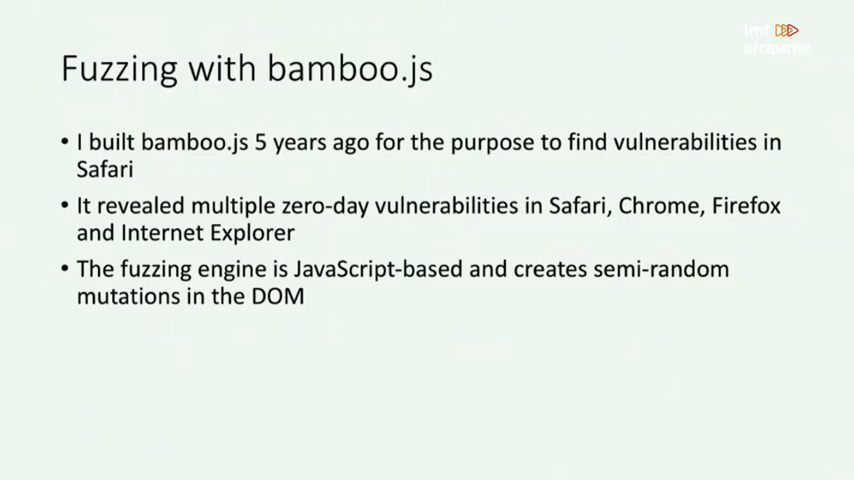 imf
straume
Fuzzing with bamboo.js
• I built bamboo.js 5 years ago for the purpose to find vulnerabilities in
Safari
• It revealed multiple zero-day vulnerabilities in Safari, Chrome, Firefox
and Internet Explorer
• The fuzzing engine is JavaScript-based and creates semi-random
mutations in the DOM